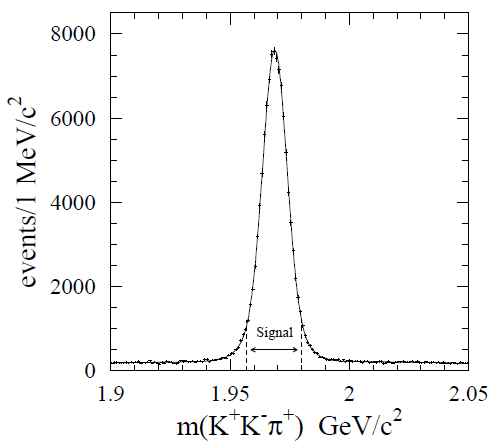 8000
6000
4000
2000
0
events/1 MeV/c²
Signal
1.9 1.95 2 2.05
m(K⁺K⁻π⁺) GeV/c²